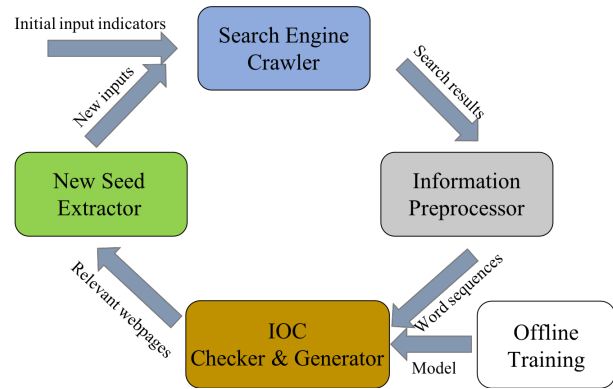 Initial input indicators
Search Engine
Crawler
Search results
New inputs
New Seed
Extractor
Information
Preprocessor
Relevant webpages
Word sequences
IOC
Checker & Generator
Model
Offline
Training